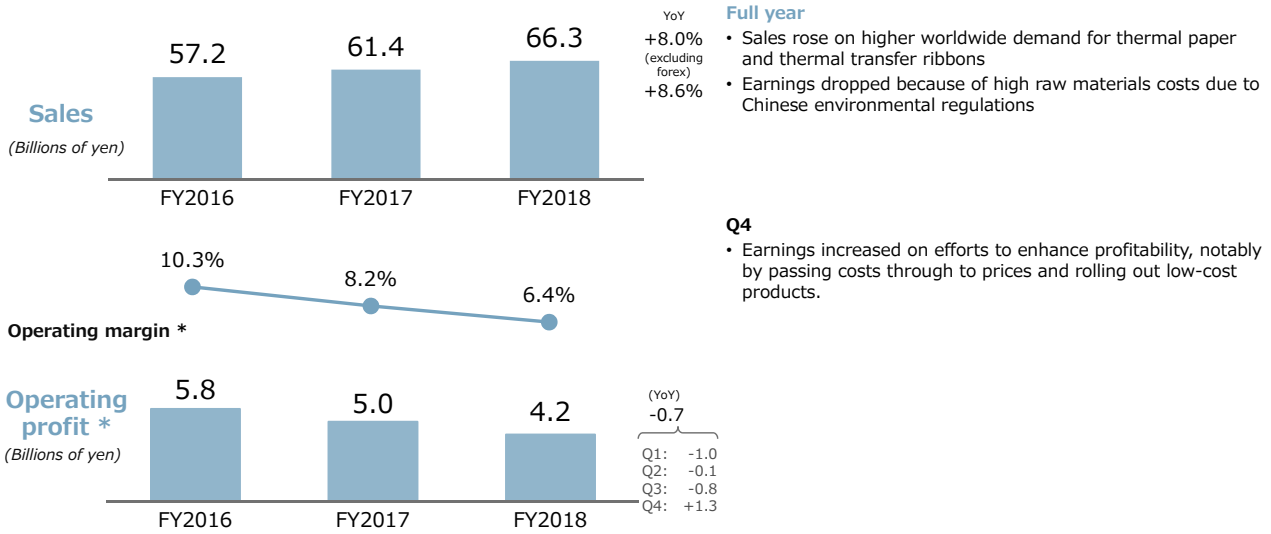 Sales
(Billions of yen)
57.2
61.4
66.3
FY2016
FY2017
FY2018
YoY
+8.0%
(excluding
forex)
+8.6%
Full year
• Sales rose on higher worldwide demand for thermal paper
and thermal transfer ribbons
• Earnings dropped because of high raw materials costs due to
Chinese environmental regulations
10.3%
8.2%
6.4%
Operating margin *
Q4
• Earnings increased on efforts to enhance profitability, notably
by passing costs through to prices and rolling out low-cost
products.
Operating
profit *
(Billions of yen)
5.8
5.0
4.2
FY2016
FY2017
FY2018
(YoY)
-0.7
Q1: -1.0
Q2: -0.1
Q3: -0.8
Q4: +1.3